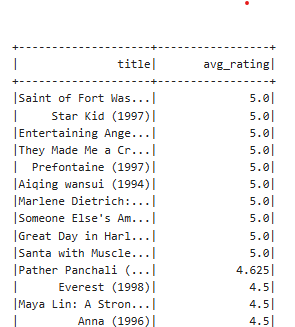 +--------------------+----------------+
|               title|      avg_rating|
+--------------------+----------------+
|Saint of Fort Was...|             5.0|
|     Star Kid (1997)|             5.0|
|Entertaining Ange...|             5.0|
|They Made Me a Cr...|             5.0|
|  Prefontaine (1997)|             5.0|
|Aiqing wansui (1994)|             5.0|
|Marlene Dietrich:...|             5.0|
|Someone Else's Am...|             5.0|
|Great Day in Harl...|             5.0|
|Santa with Muscle...|             5.0|
|Pather Panchali (...|           4.625|
|      Everest (1998)|             4.5|
|Maya Lin: A Stron...|             4.5|
|         Anna (1996)|             4.5|